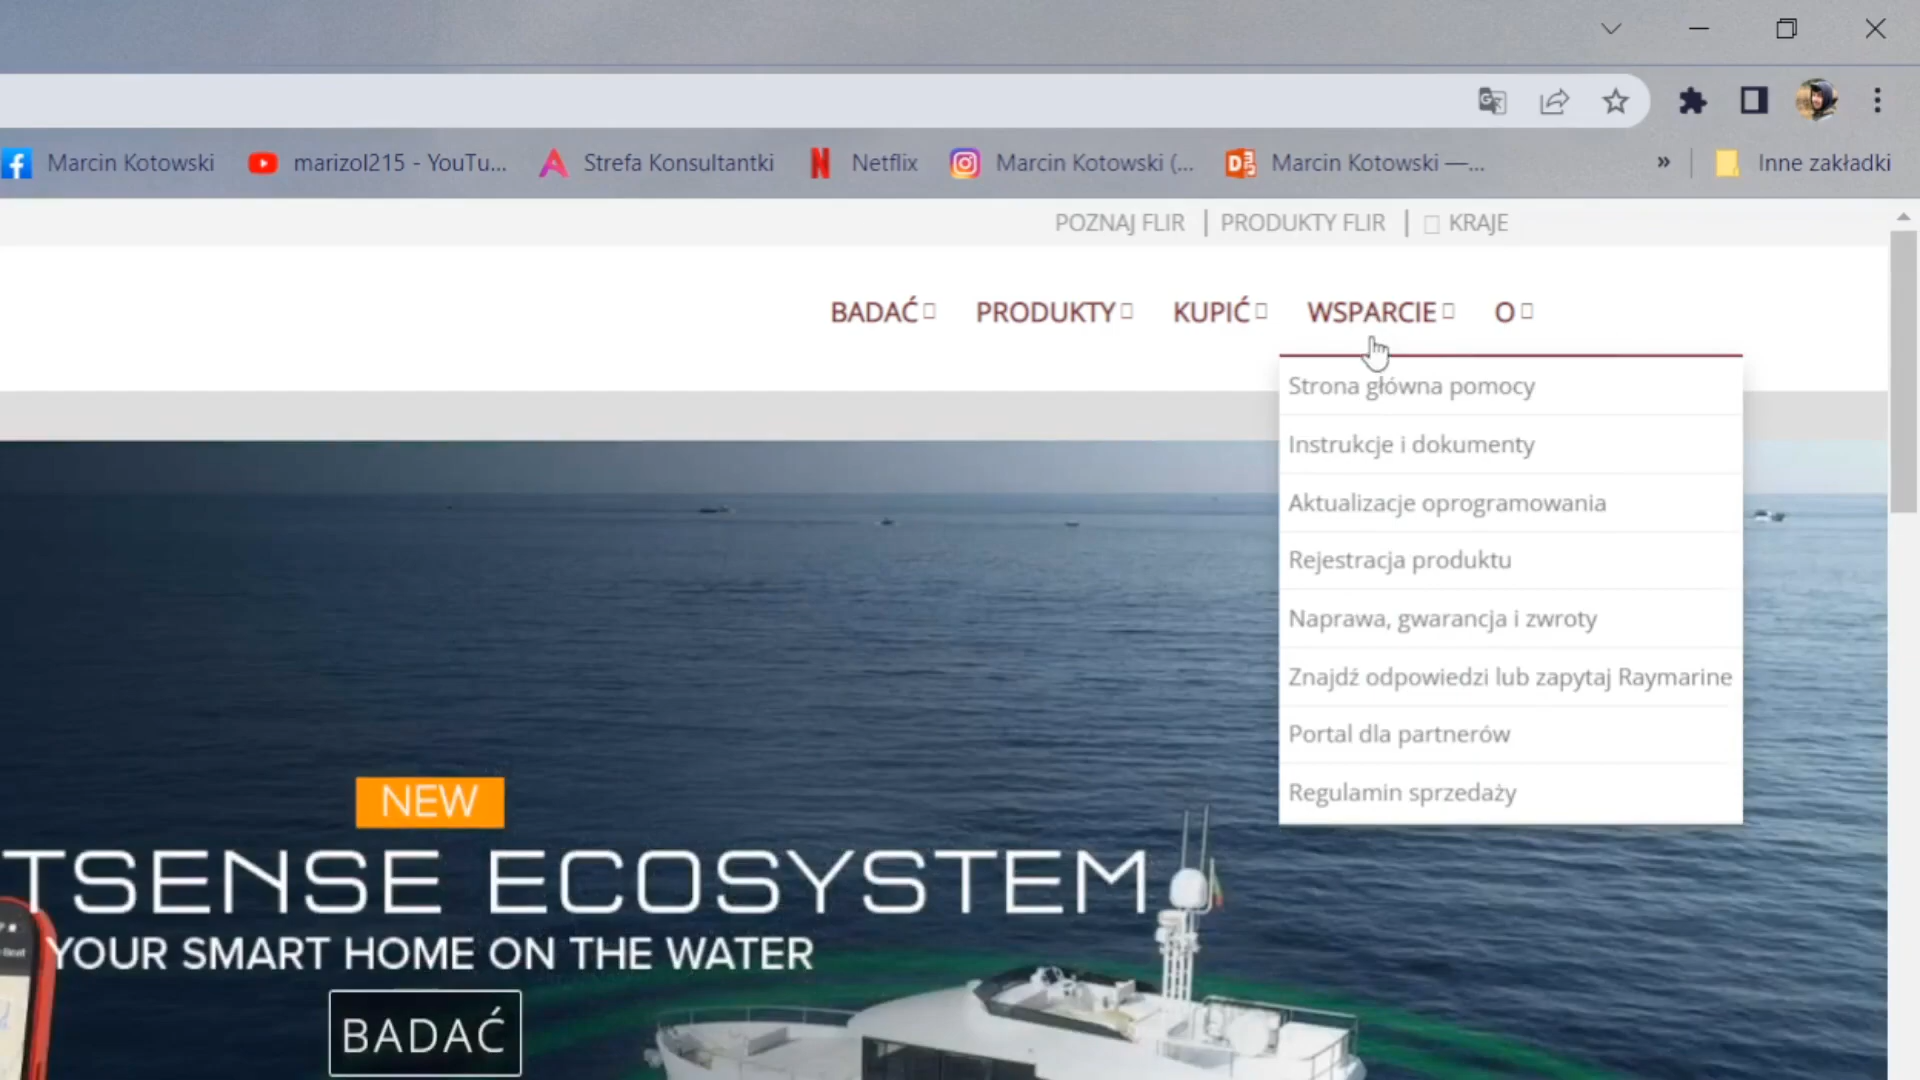 Marcin Kotowski
marizol215 - YouTu...
Strefa Konsultantki
Netflix
Marcin Kotowski (...
Marcin Kotowski —...
»
Inne zakładki
POZNAJ FLIR | PRODUKTY FLIR | KRAJE
BADAĆ PRODUKTY KUPIĆ WSPARCIE O
Strona główna pomocy
Instrukcje i dokumenty
Aktualizacje oprogramowania
Rejestracja produktu
Naprawa, gwarancja i zwroty
Znajdź odpowiedzi lub zapytaj Raymarine
Portal dla partnerów
Regulamin sprzedaży
NEW
TSENSE ECOSYSTEM
YOUR SMART HOME ON THE WATER
BADAĆ